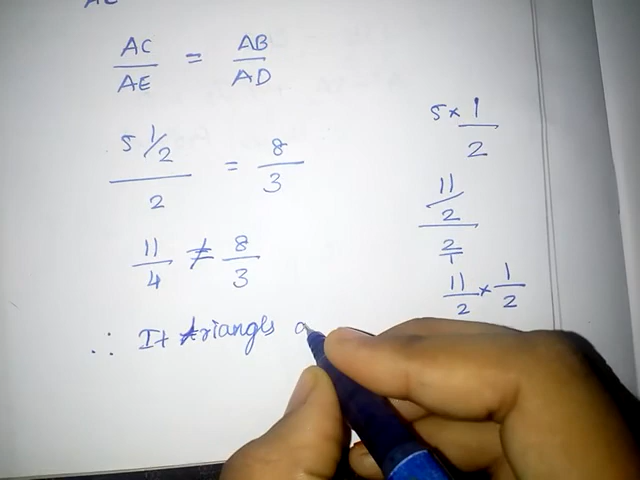 AC/AE = AB/AD
5 1/2 / 2 = 8/3
11/4 ≠ 8/3
∴ It triangles a
5 × 1/2
11/2 / 2/1
11/2 × 1/2